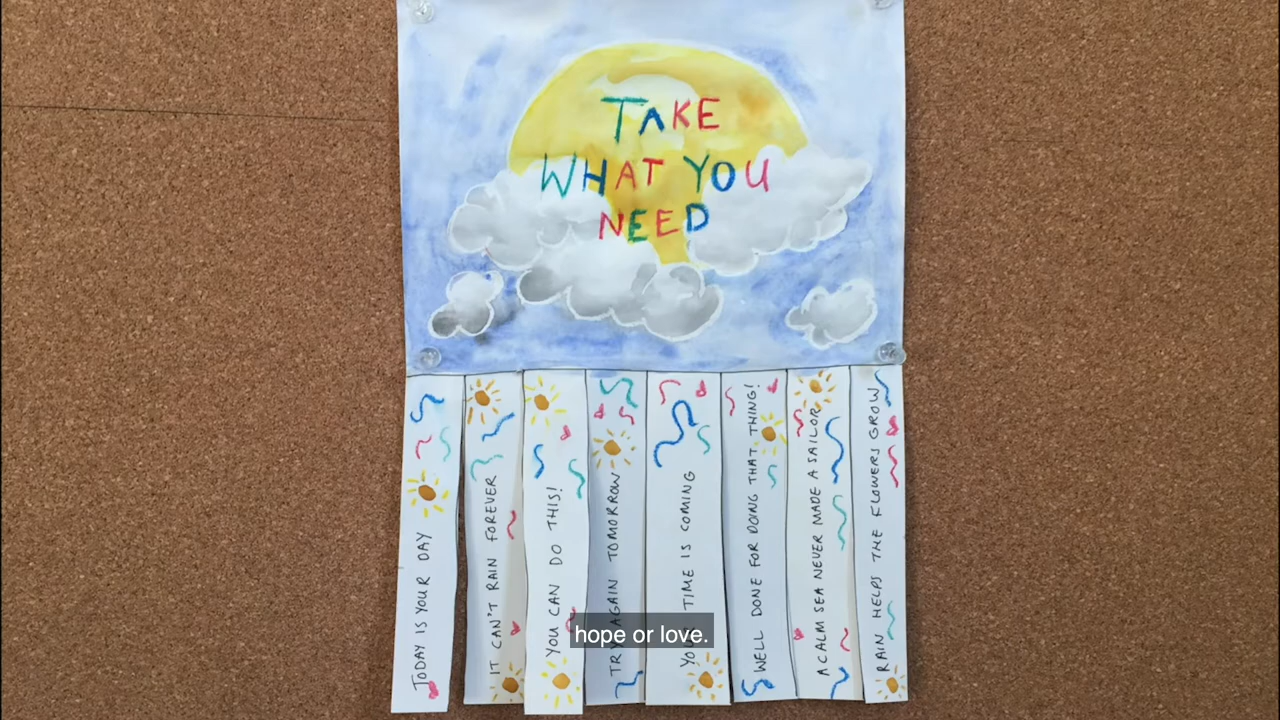 TAKE
WHAT YOU
NEED
TODAY IS YOUR DAY
IT CAN'T RAIN FOREVER
YOU CAN DO THIS!
TRY AGAIN TOMORROW
YOUR TIME IS COMING
WELL DONE FOR DOING THAT THING!
A CALM SEA NEVER MADE A SAILOR
RAIN HELPS THE FLOWERS GROW
hope or love.